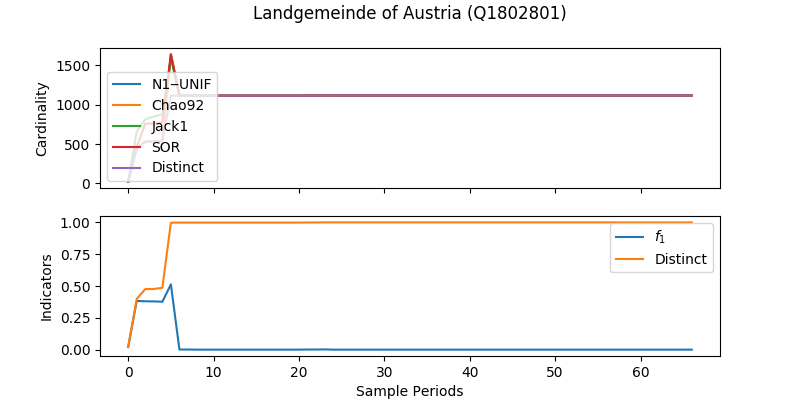 Landgemeinde of Austria (Q1802801)
Cardinality
1500
1000
500
0
N1−UNIF
Chao92
Jack1
SOR
Distinct
Indicators
1.00
0.75
0.50
0.25
0.00
f1
Distinct
0 10 20 30 40 50 60
Sample Periods